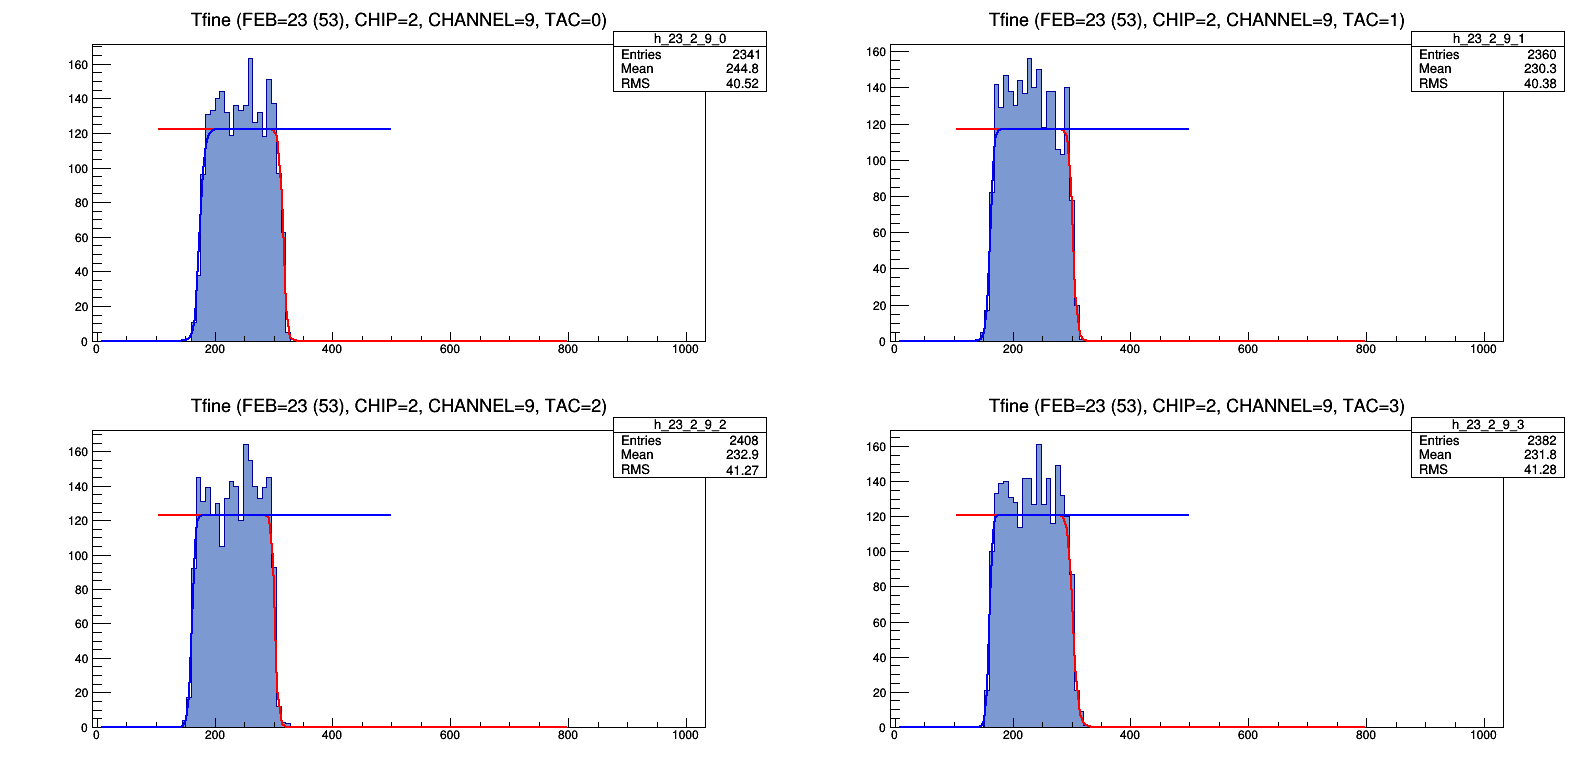 Tfine (FEB=23 (53), CHIP=2, CHANNEL=9, TAC=0)
h_23_2_9_0
Entries 2341
Mean 244.8
RMS 40.52
160
140
120
100
80
60
40
20
0
0 200 400 600 800 1000
Tfine (FEB=23 (53), CHIP=2, CHANNEL=9, TAC=1)
h_23_2_9_1
Entries 2360
Mean 230.3
RMS 40.38
160
140
120
100
80
60
40
20
0
0 200 400 600 800 1000
Tfine (FEB=23 (53), CHIP=2, CHANNEL=9, TAC=2)
h_23_2_9_2
Entries 2408
Mean 232.9
RMS 41.27
160
140
120
100
80
60
40
20
0
0 200 400 600 800 1000
Tfine (FEB=23 (53), CHIP=2, CHANNEL=9, TAC=3)
h_23_2_9_3
Entries 2382
Mean 231.8
RMS 41.28
160
140
120
100
80
60
40
20
0
0 200 400 600 800 1000